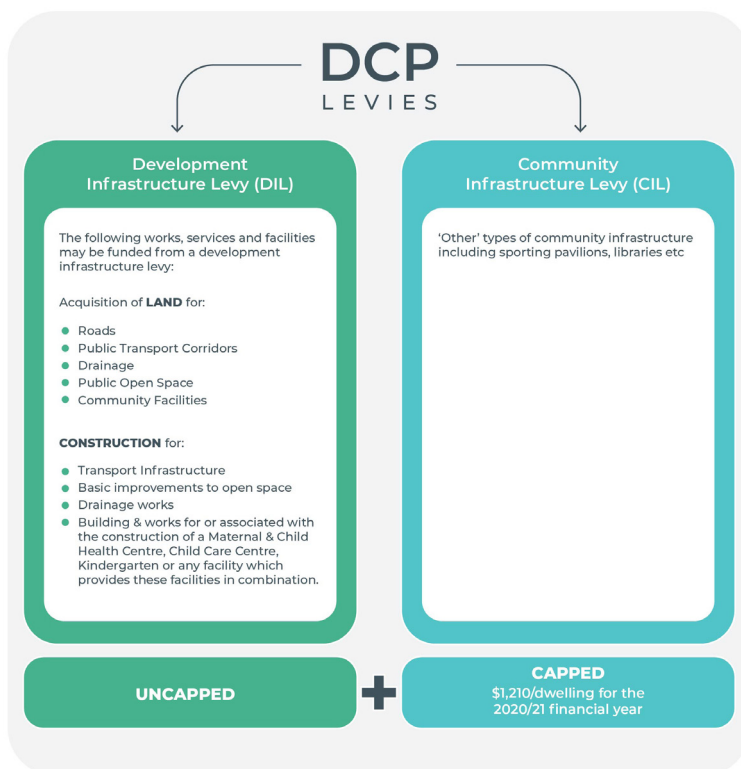 DCP
LEVIES
Development
Infrastructure Levy (DIL)
The following works, services and facilities
may be funded from a development
infrastructure levy:
Acquisition of LAND for:
Roads
Public Transport Corridors
Drainage
Public Open Space
Community Facilities
CONSTRUCTION for:
Transport Infrastructure
Basic improvements to open space
Drainage works
Building & works for or associated with
the construction of a Maternal & Child
Health Centre, Child Care Centre,
Kindergarten or any facility which
provides these facilities in combination.
UNCAPPED
+
Community
Infrastructure Levy (CIL)
‘Other’ types of community infrastructure
including sporting pavilions, libraries etc
CAPPED
$1,210/dwelling for the
2020/21 financial year